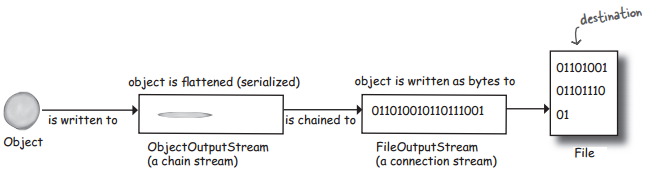 destination
object is flattened (serialized)
object is written as bytes to
01101001
01101110
01
is written to
is chained to
011010010110111001
Object
ObjectOutputStream
(a chain stream)
FileOutputStream
(a connection stream)
File